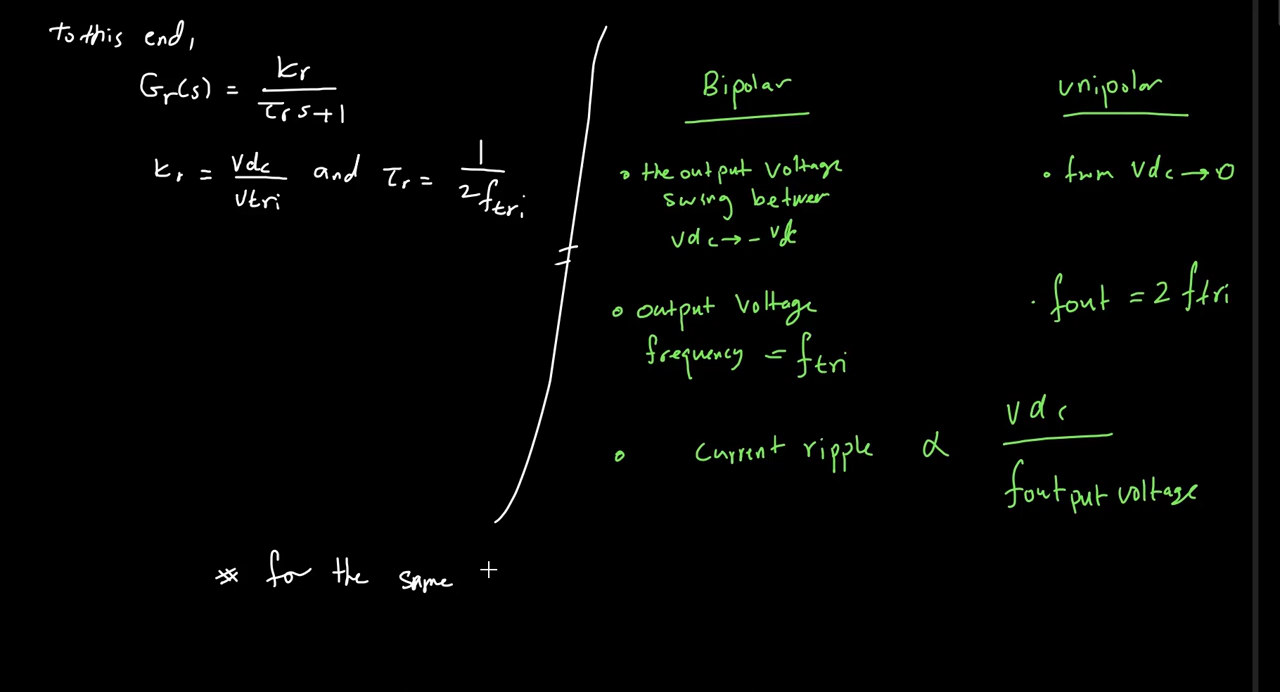 To this end,
Gr(s) = kr / (τr s + 1)
kr = Vdc / Vtri and τr = 1 / (2 ftri)
Bipolar
• the output voltage
swing between
Vdc → - Vdc
• output voltage
frequency = ftri
unipolar
• from Vdc → 0
• fout = 2 ftri
• current ripple ∝ Vdc / foutput voltage
* for the same